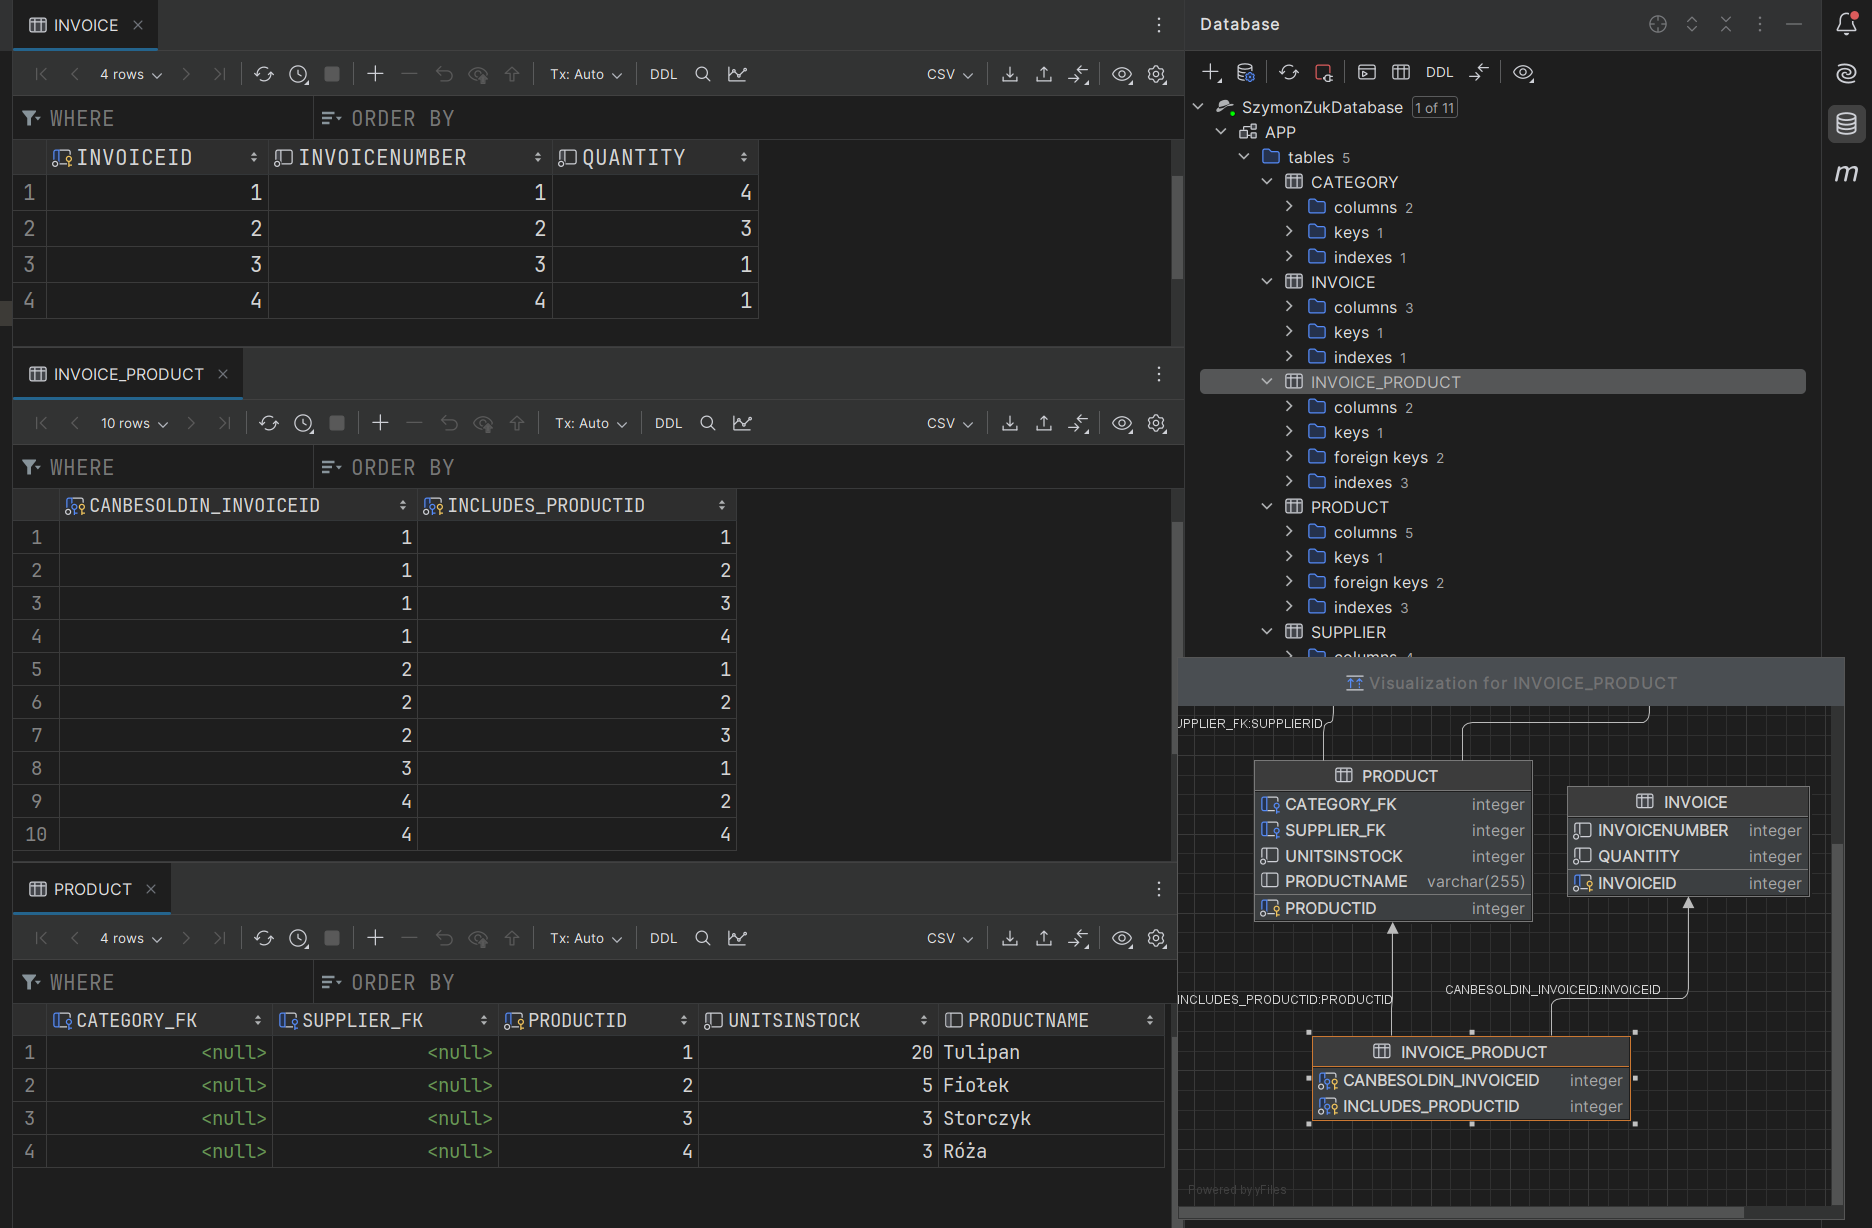 INVOICE
4 rows
Tx: Auto
DDL
CSV
WHERE
ORDER BY
INVOICEID INVOICENUMBER QUANTITY
1 1 1 4
2 2 2 3
3 3 3 1
4 4 4 1
INVOICE_PRODUCT
10 rows
Tx: Auto
DDL
CSV
WHERE
ORDER BY
CANBESOLDIN_INVOICEID INCLUDES_PRODUCTID
1 1 1
2 1 2
3 1 3
4 1 4
5 2 1
6 2 2
7 2 3
8 3 1
9 4 2
10 4 4
PRODUCT
4 rows
Tx: Auto
DDL
CSV
WHERE
ORDER BY
CATEGORY_FK SUPPLIER_FK PRODUCTID UNITSINSTOCK PRODUCTNAME
1 <null> <null> 1 20 Tulipan
2 <null> <null> 2 5 Fiołek
3 <null> <null> 3 3 Storczyk
4 <null> <null> 4 3 Róża
Database
DDL
SzymonZukDatabase 1 of 11
APP
tables 5
CATEGORY
columns 2
keys 1
indexes 1
INVOICE
columns 3
keys 1
indexes 1
INVOICE_PRODUCT
columns 2
keys 1
foreign keys 2
indexes 3
PRODUCT
columns 5
keys 1
foreign keys 2
indexes 3
SUPPLIER
columns 4
m
Visualization for INVOICE_PRODUCT
UPPLIER_FK:SUPPLIERID
PRODUCT
CATEGORY_FK integer
SUPPLIER_FK integer
UNITSINSTOCK integer
PRODUCTNAME varchar(255)
PRODUCTID integer
INVOICE
INVOICENUMBER integer
QUANTITY integer
INVOICEID integer
INCLUDES_PRODUCTID:PRODUCTID
CANBESOLDIN_INVOICEID:INVOICEID
INVOICE_PRODUCT
CANBESOLDIN_INVOICEID integer
INCLUDES_PRODUCTID integer
Powered by yFiles